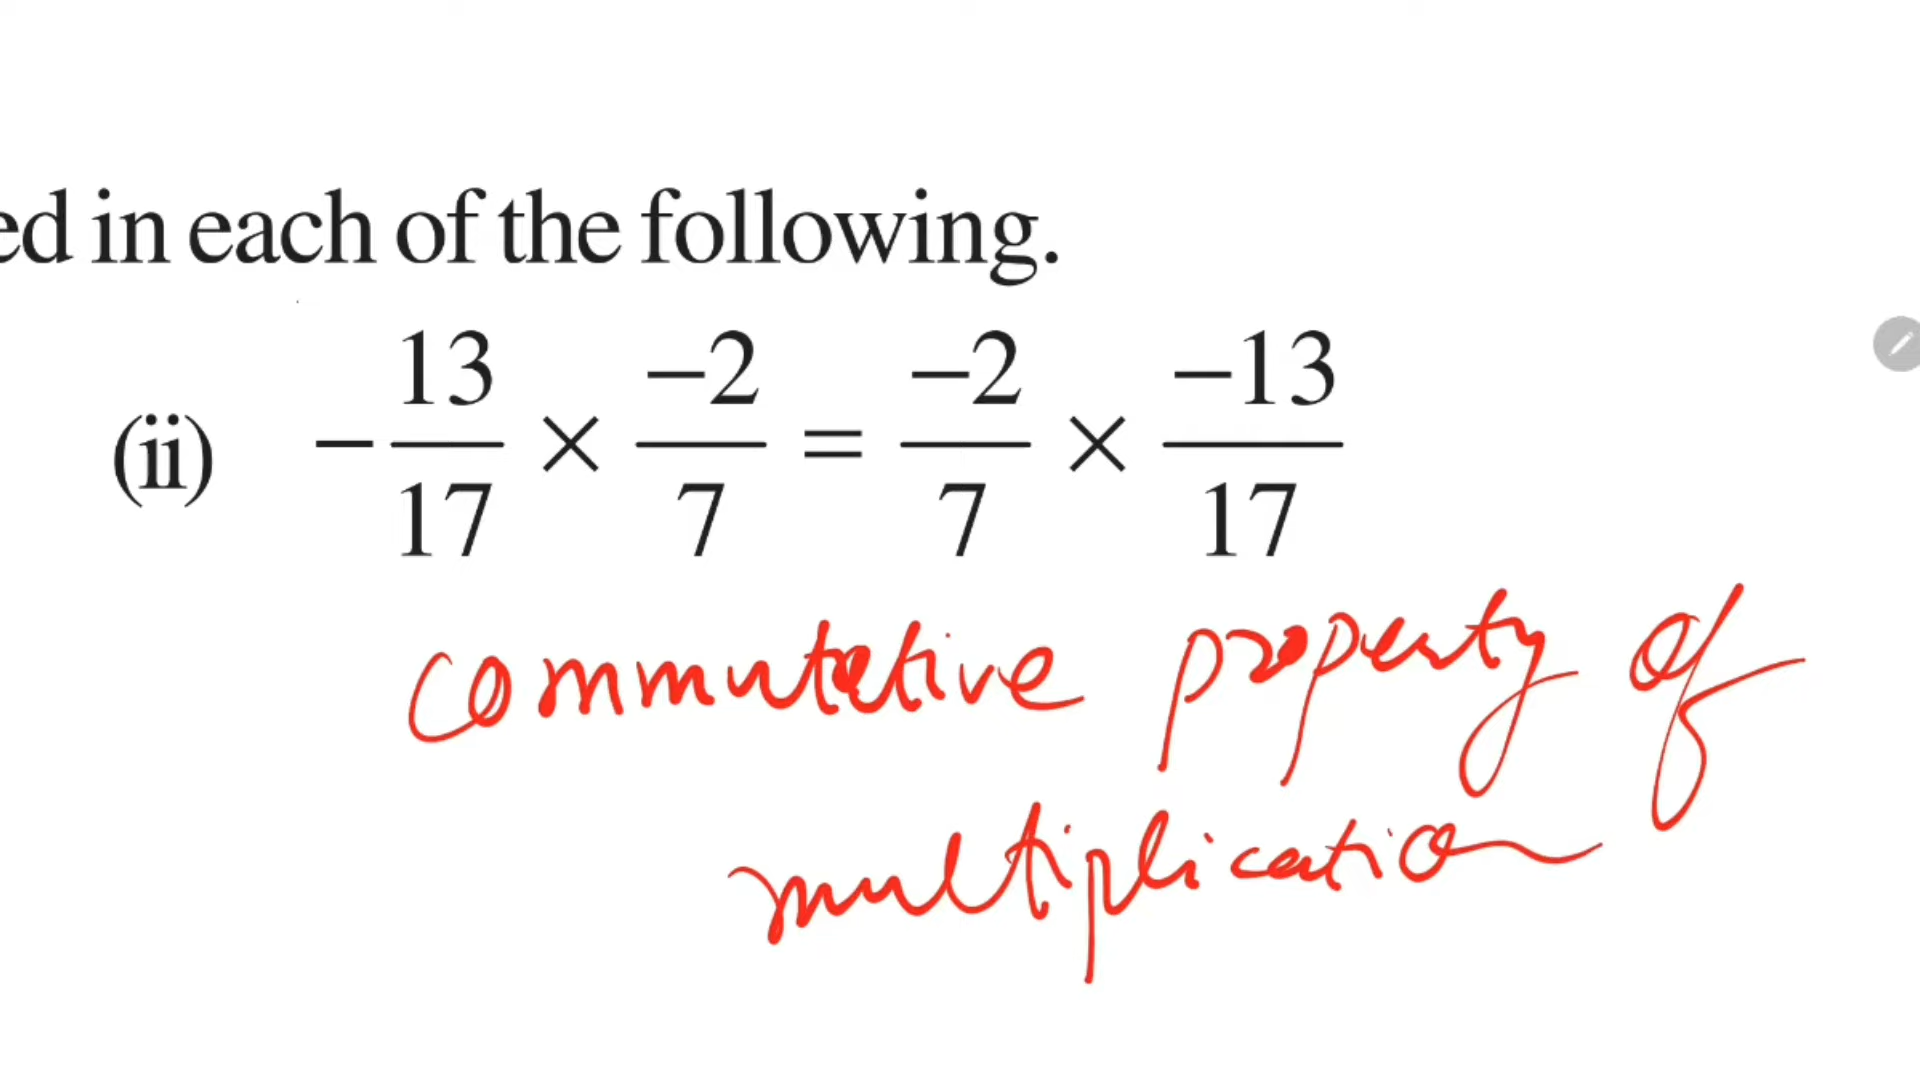 ed in each of the following.
(ii) -13/17 × -2/7 = -2/7 × -13/17
commutative property of
multiplication